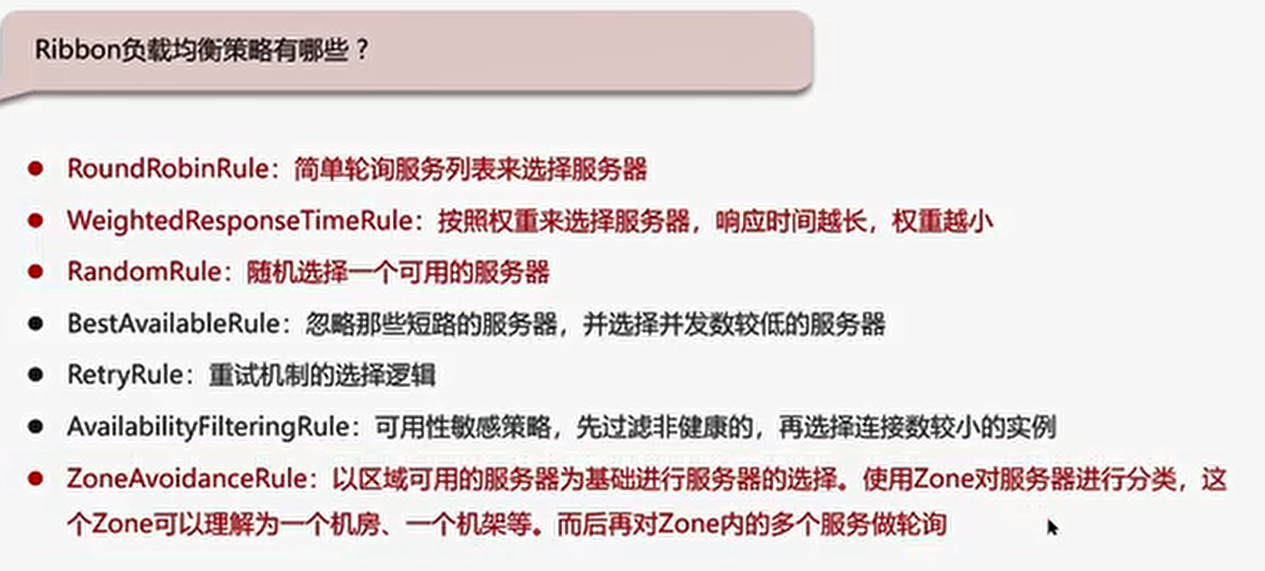 Ribbon负载均衡策略有哪些？
● RoundRobinRule：简单轮询服务列表来选择服务器
● WeightedResponseTimeRule：按照权重来选择服务器，响应时间越长，权重越小
● RandomRule：随机选择一个可用的服务器
● BestAvailableRule：忽略那些短路的服务器，并选择并发数较低的服务器
● RetryRule：重试机制的选择逻辑
● AvailabilityFilteringRule：可用性敏感策略，先过滤非健康的，再选择连接数较小的实例
● ZoneAvoidanceRule：以区域可用的服务器为基础进行服务器的选择。使用Zone对服务器进行分类，这
个Zone可以理解为一个机房、一个机架等。而后再对Zone内的多个服务做轮询